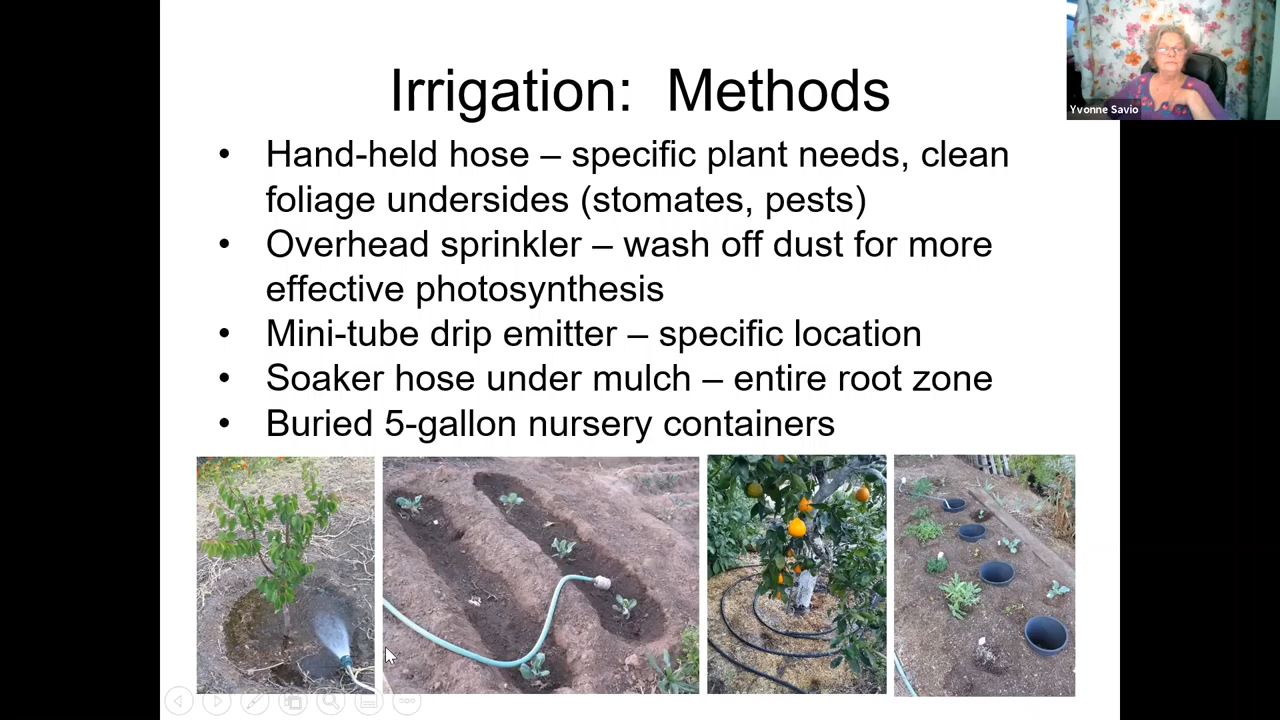 Irrigation: Methods
Yvonne Savio
• Hand-held hose – specific plant needs, clean
foliage undersides (stomates, pests)
• Overhead sprinkler – wash off dust for more
effective photosynthesis
• Mini-tube drip emitter – specific location
• Soaker hose under mulch – entire root zone
• Buried 5-gallon nursery containers